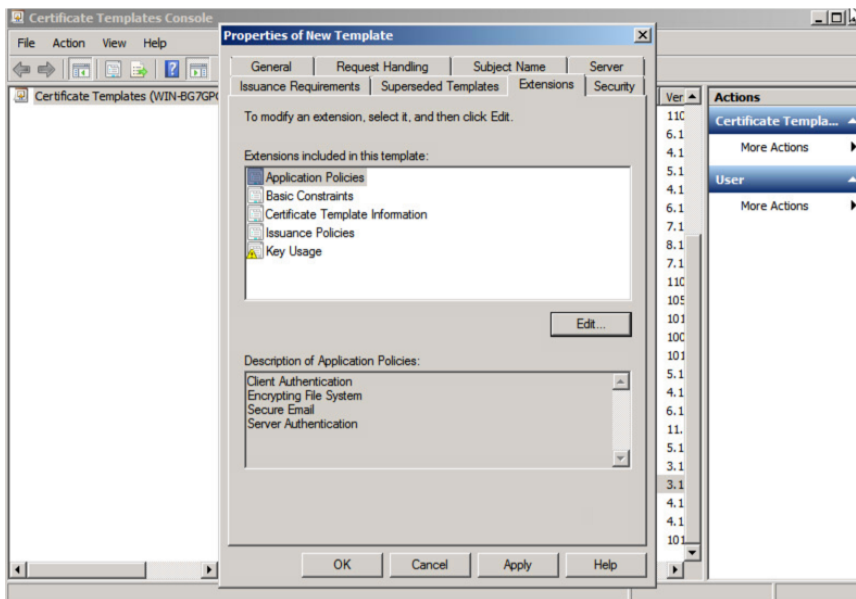 Certificate Templates Console
File Action View Help
Certificate Templates (WIN-BG7GP
Properties of New Template
General Request Handling Subject Name Server
Issuance Requirements Superseded Templates Extensions Security
To modify an extension, select it, and then click Edit.
Extensions included in this template:
Application Policies
Basic Constraints
Certificate Template Information
Issuance Policies
Key Usage
Edit...
Description of Application Policies:
Client Authentication
Encrypting File System
Secure Email
Server Authentication
OK Cancel Apply Help
Ver
110
6.1
4.1
5.1
4.1
6.1
7.1
8.1
7.1
110
105
101
100
101
5.1
4.1
6.1
11.
5.1
3.1
3.1
4.1
4.1
101
Actions
Certificate Templa...
More Actions
User
More Actions